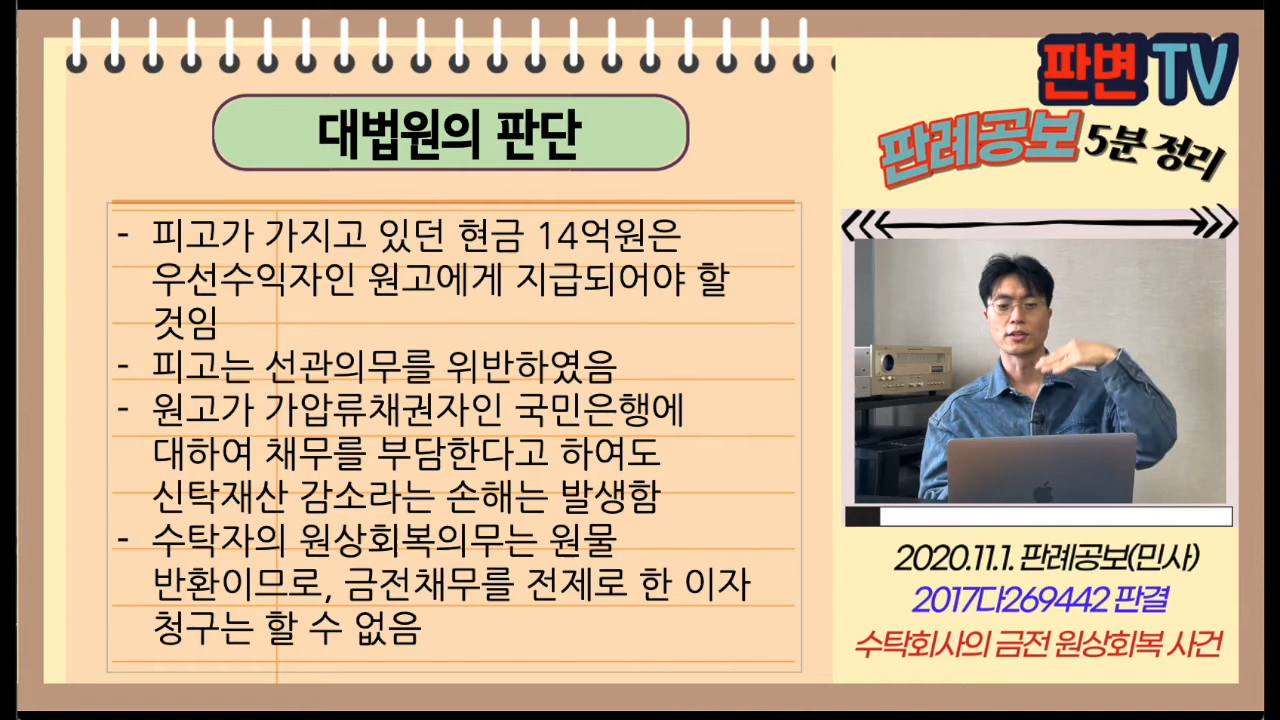 대법원의 판단
- 피고가 가지고 있던 현금 14억원은
우선수익자인 원고에게 지급되어야 할
것임
- 피고는 선관의무를 위반하였음
- 원고가 가압류채권자인 국민은행에
대하여 채무를 부담한다고 하여도
신탁재산 감소라는 손해는 발생함
- 수탁자의 원상회복의무는 원물
반환이므로, 금전채무를 전제로 한 이자
청구는 할 수 없음
판변 TV
판례공보 5분 정리
2020.11.1. 판례공보(민사)
2017다269442 판결
수탁회사의 금전 원상회복 사건